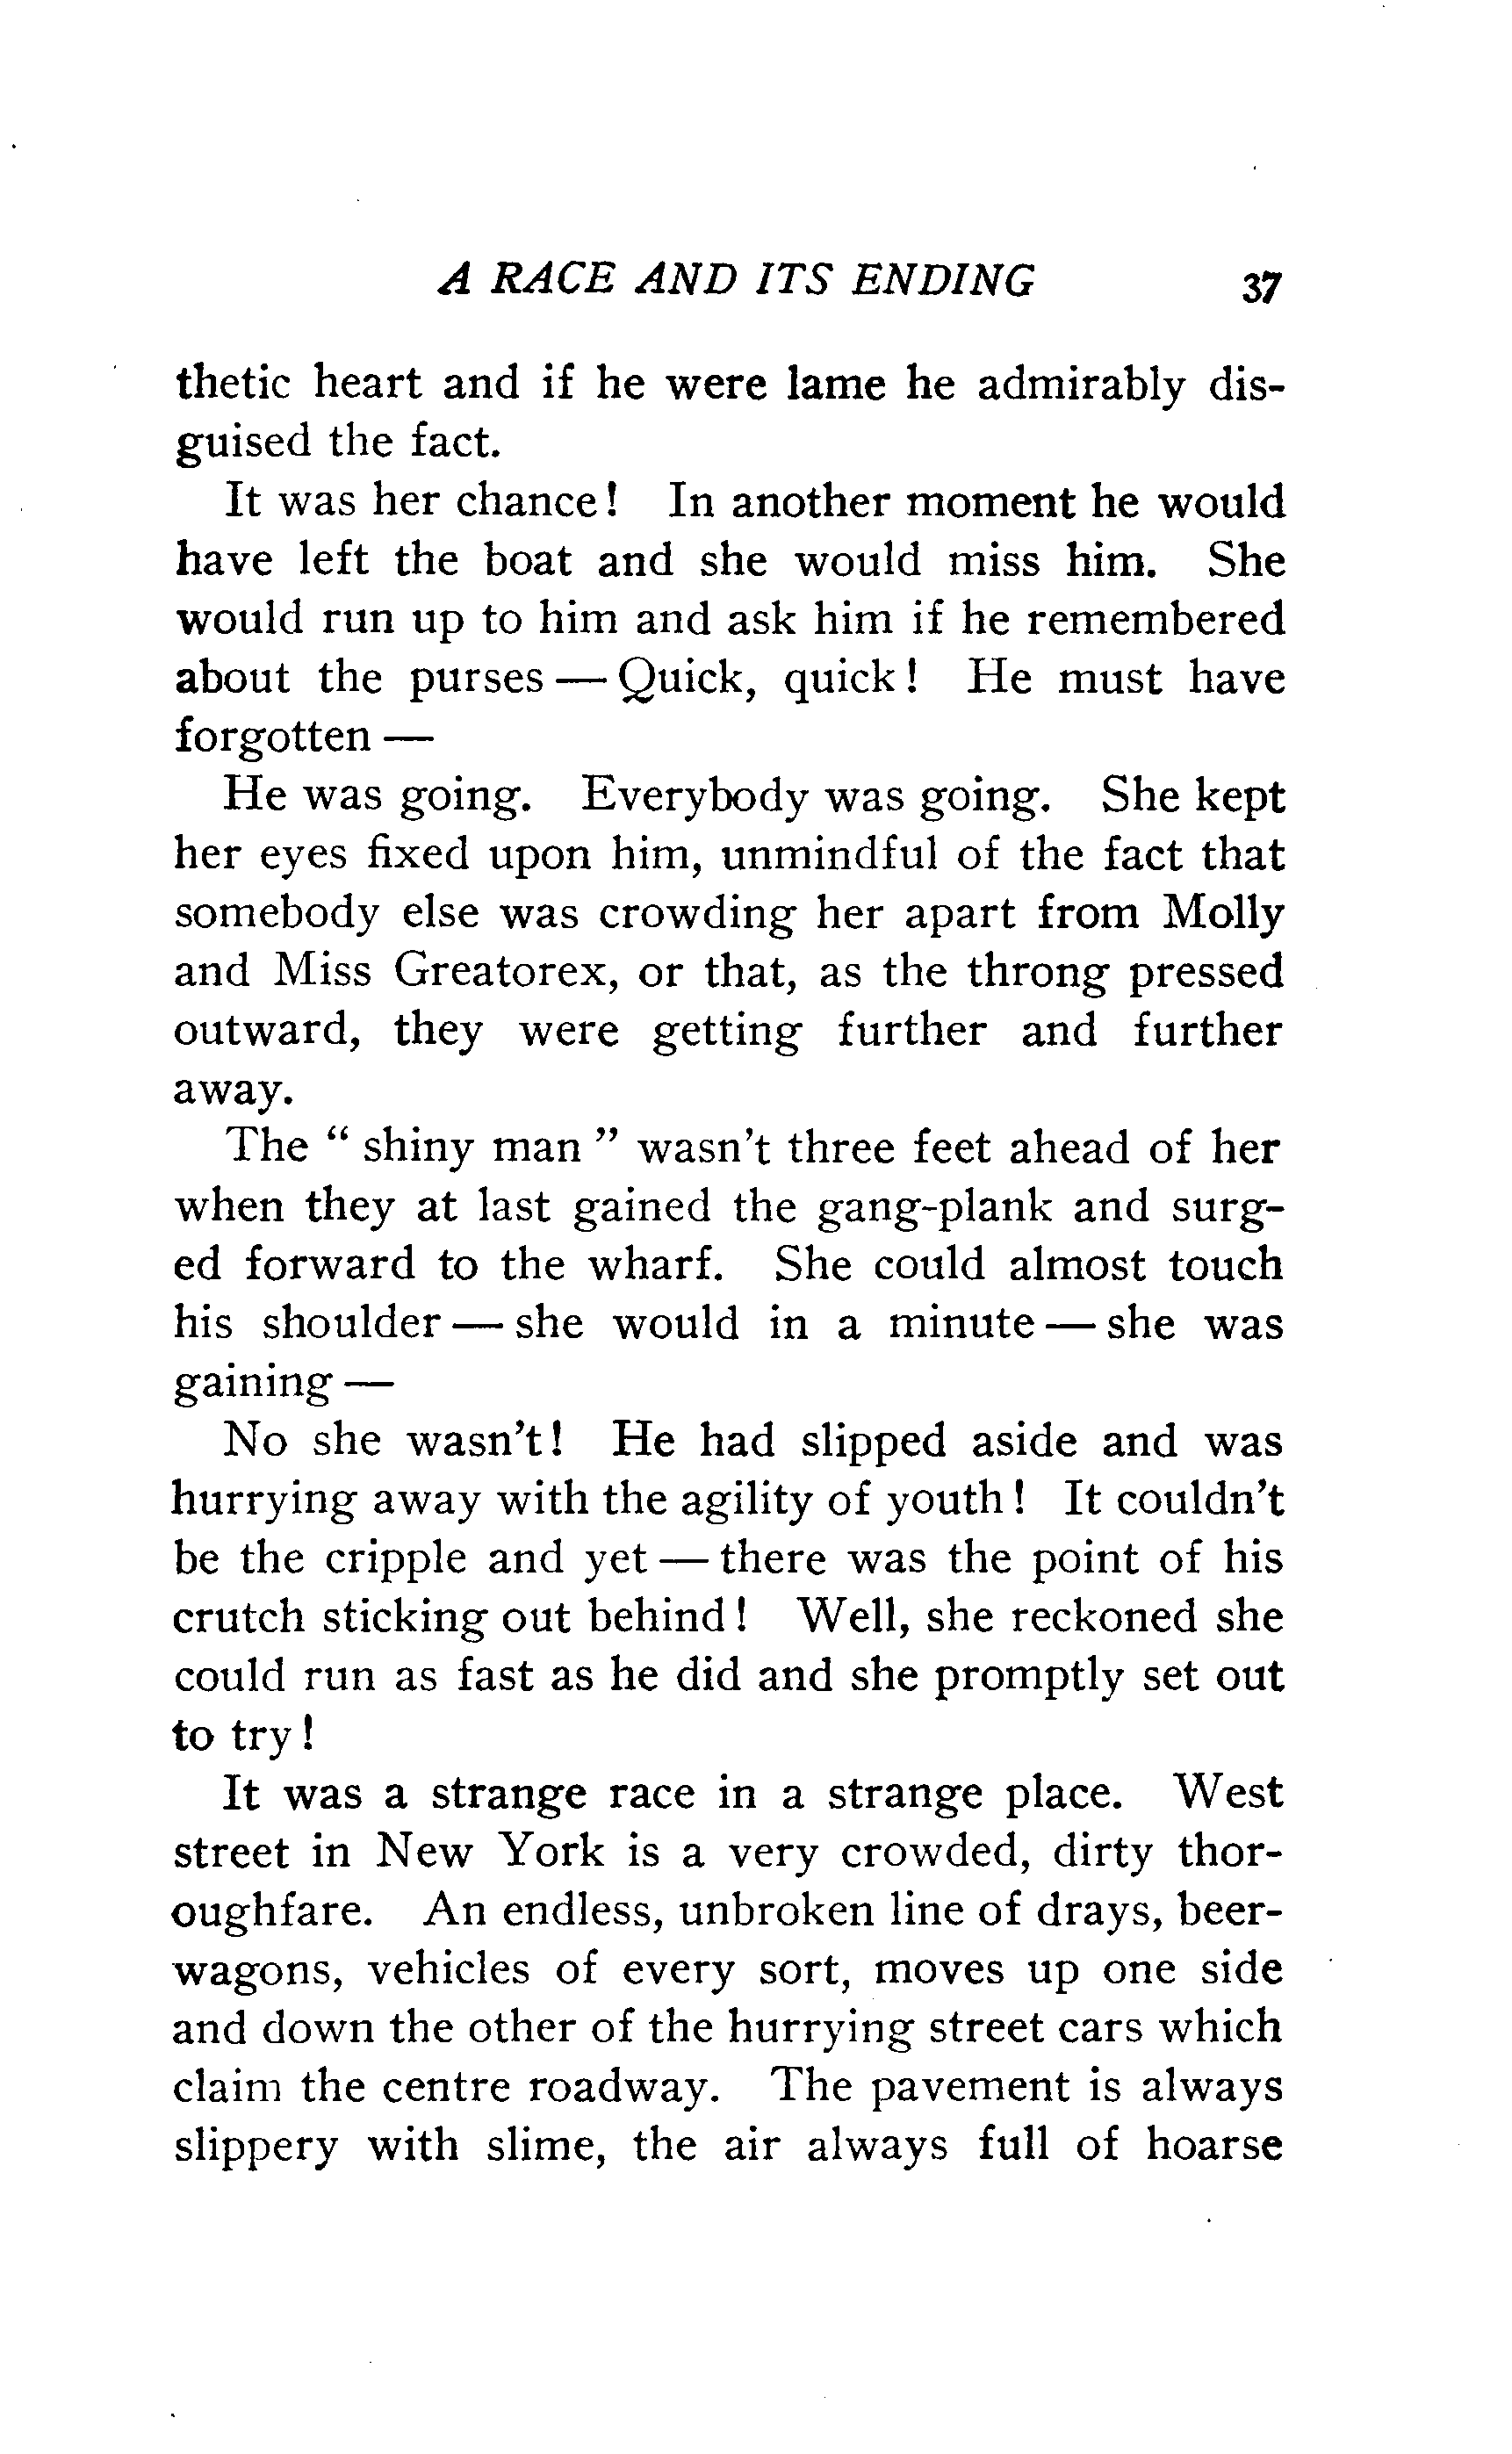 A RACE AND ITS ENDING 37
thetic heart and if he were lame he admirably dis-
guised the fact.
It was her chance! In another moment he would
have left the boat and she would miss him. She
would run up to him and ask him if he remembered
about the purses — Quick, quick! He must have
forgotten —
He was going. Everybody was going. She kept
her eyes fixed upon him, unmindful of the fact that
somebody else was crowding her apart from Molly
and Miss Greatorex, or that, as the throng pressed
outward, they were getting further and further
away.
The " shiny man " wasn't three feet ahead of her
when they at last gained the gang-plank and surg-
ed forward to the wharf. She could almost touch
his shoulder — she would in a minute — she was
gaining —
No she wasn't! He had slipped aside and was
hurrying away with the agility of youth! It couldn't
be the cripple and yet — there was the point of his
crutch sticking out behind! Well, she reckoned she
could run as fast as he did and she promptly set out
to try!
It was a strange race in a strange place. West
street in New York is a very crowded, dirty thor-
oughfare. An endless, unbroken line of drays, beer-
wagons, vehicles of every sort, moves up one side
and down the other of the hurrying street cars which
claim the centre roadway. The pavement is always
slippery with slime, the air always full of hoarse